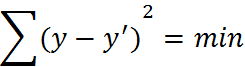 ∑(y − y′)² = min